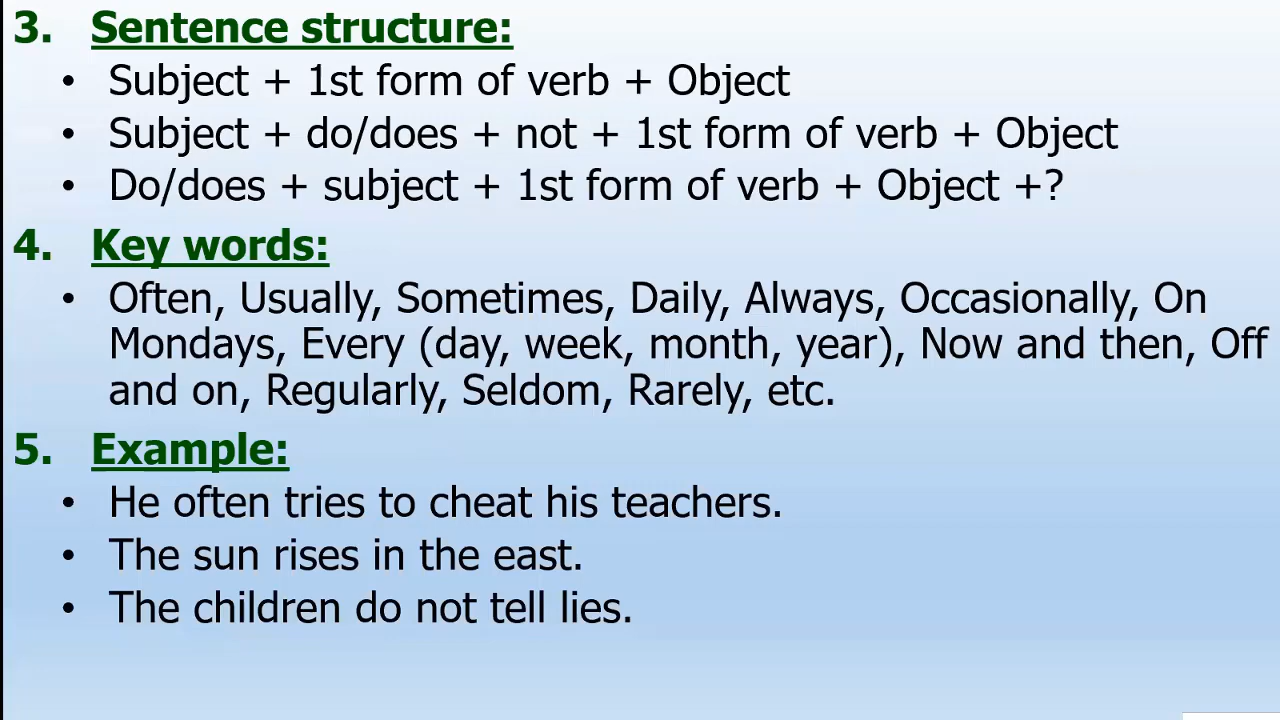 3. Sentence structure:
• Subject + 1st form of verb + Object
• Subject + do/does + not + 1st form of verb + Object
• Do/does + subject + 1st form of verb + Object +?
4. Key words:
• Often, Usually, Sometimes, Daily, Always, Occasionally, On
Mondays, Every (day, week, month, year), Now and then, Off
and on, Regularly, Seldom, Rarely, etc.
5. Example:
• He often tries to cheat his teachers.
• The sun rises in the east.
• The children do not tell lies.